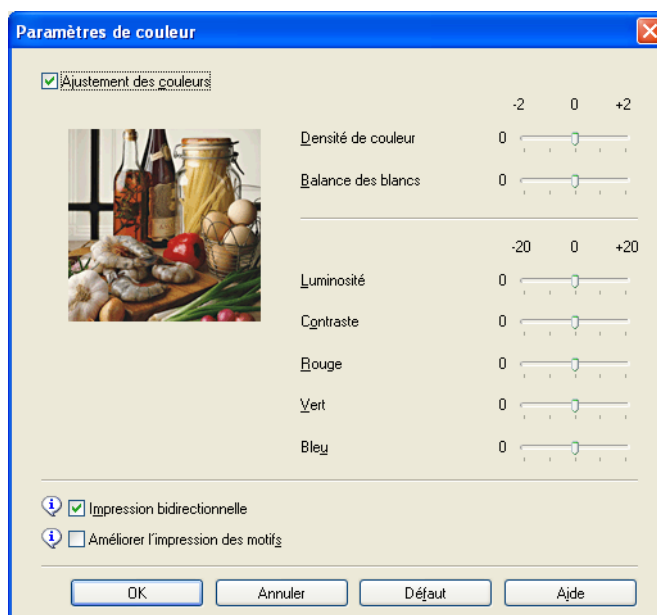 Paramètres de couleur
Ajustement des couleurs
-2 0 +2
Densité de couleur 0
Balance des blancs 0
-20 0 +20
Luminosité 0
Contraste 0
Rouge 0
Vert 0
Bleu 0
Impression bidirectionnelle
Améliorer l'impression des motifs
OK Annuler Défaut Aide